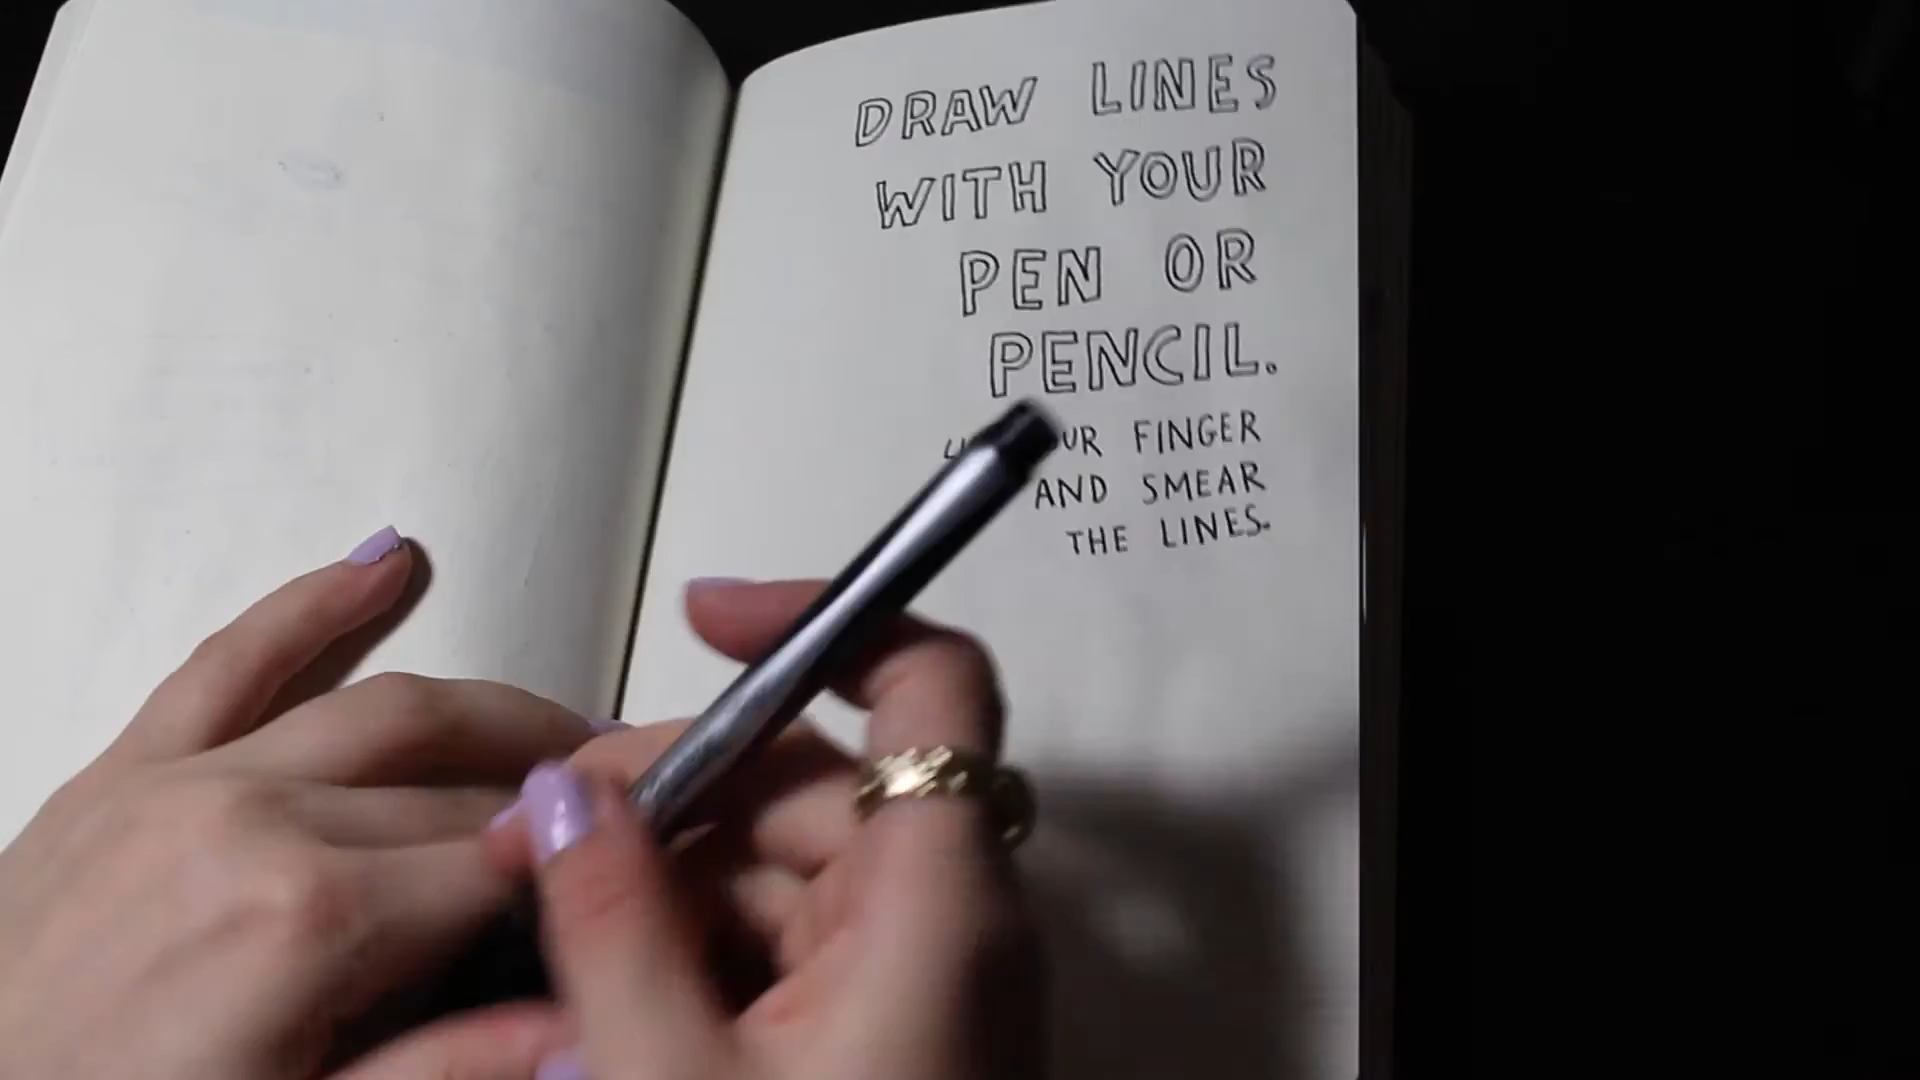 DRAW LINES
WITH YOUR
PEN OR
PENCIL.
FINGER
AND SMEAR
THE LINES.